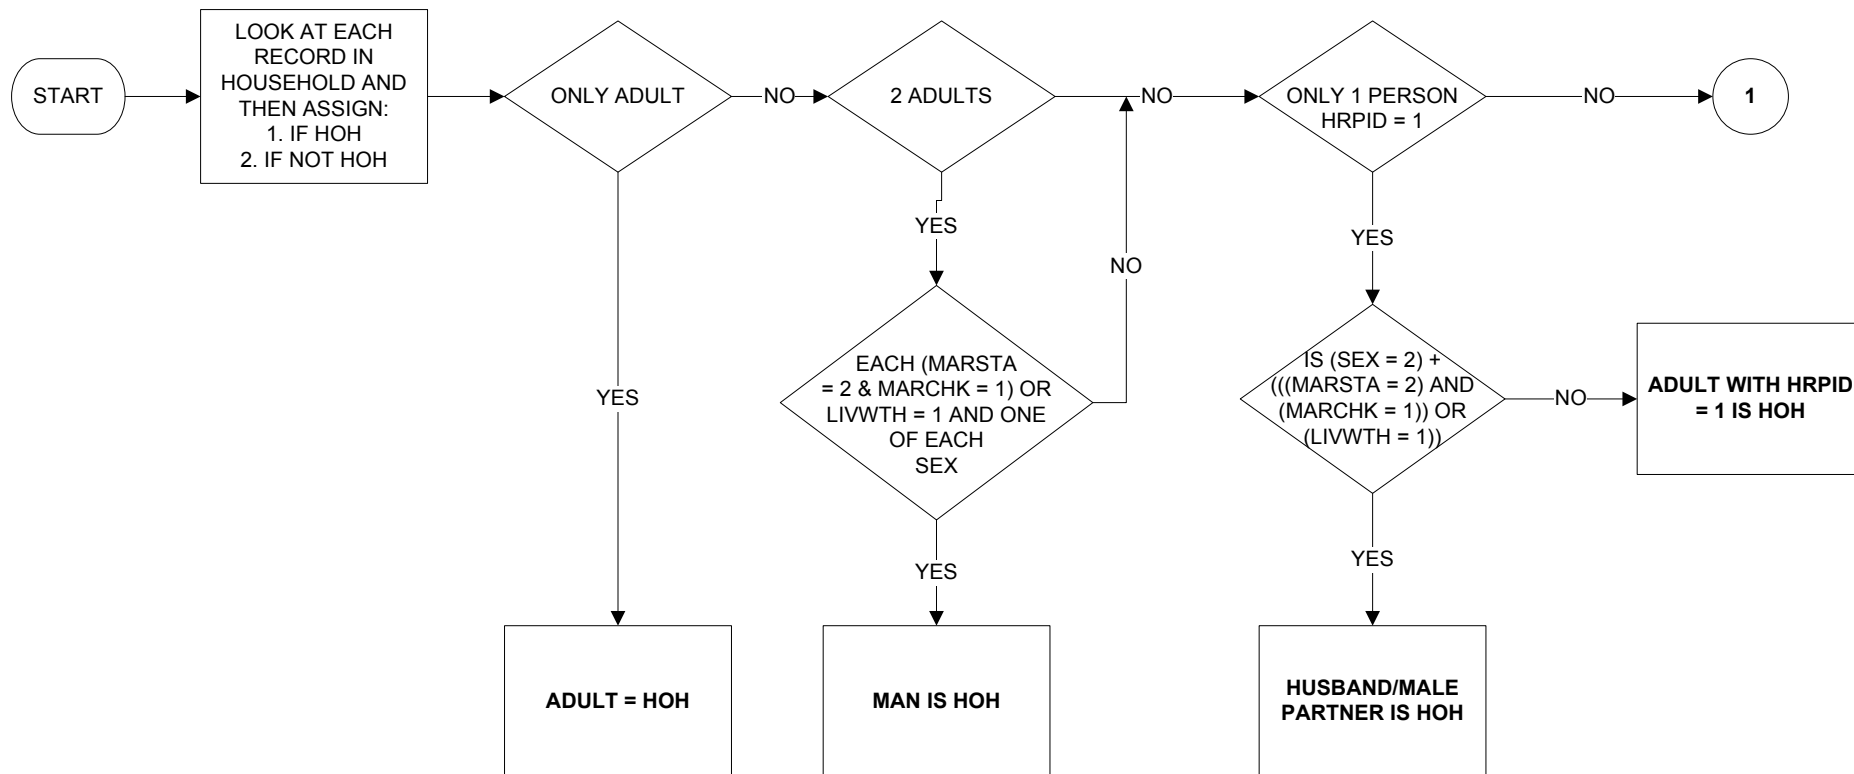 START
LOOK AT EACH
RECORD IN
HOUSEHOLD AND
THEN ASSIGN:
1. IF HOH
2. IF NOT HOH
ONLY ADULT
NO
2 ADULTS
NO
ONLY 1 PERSON
HRPID = 1
NO
1
YES
YES
NO
YES
EACH (MARSTA
= 2 & MARCHK = 1) OR
LIVWTH = 1 AND ONE
OF EACH
SEX
IS (SEX = 2) +
(((MARSTA = 2) AND
(MARCHK = 1)) OR
(LIVWTH = 1))
NO
ADULT WITH HRPID
= 1 IS HOH
YES
YES
ADULT = HOH
MAN IS HOH
HUSBAND/MALE
PARTNER IS HOH